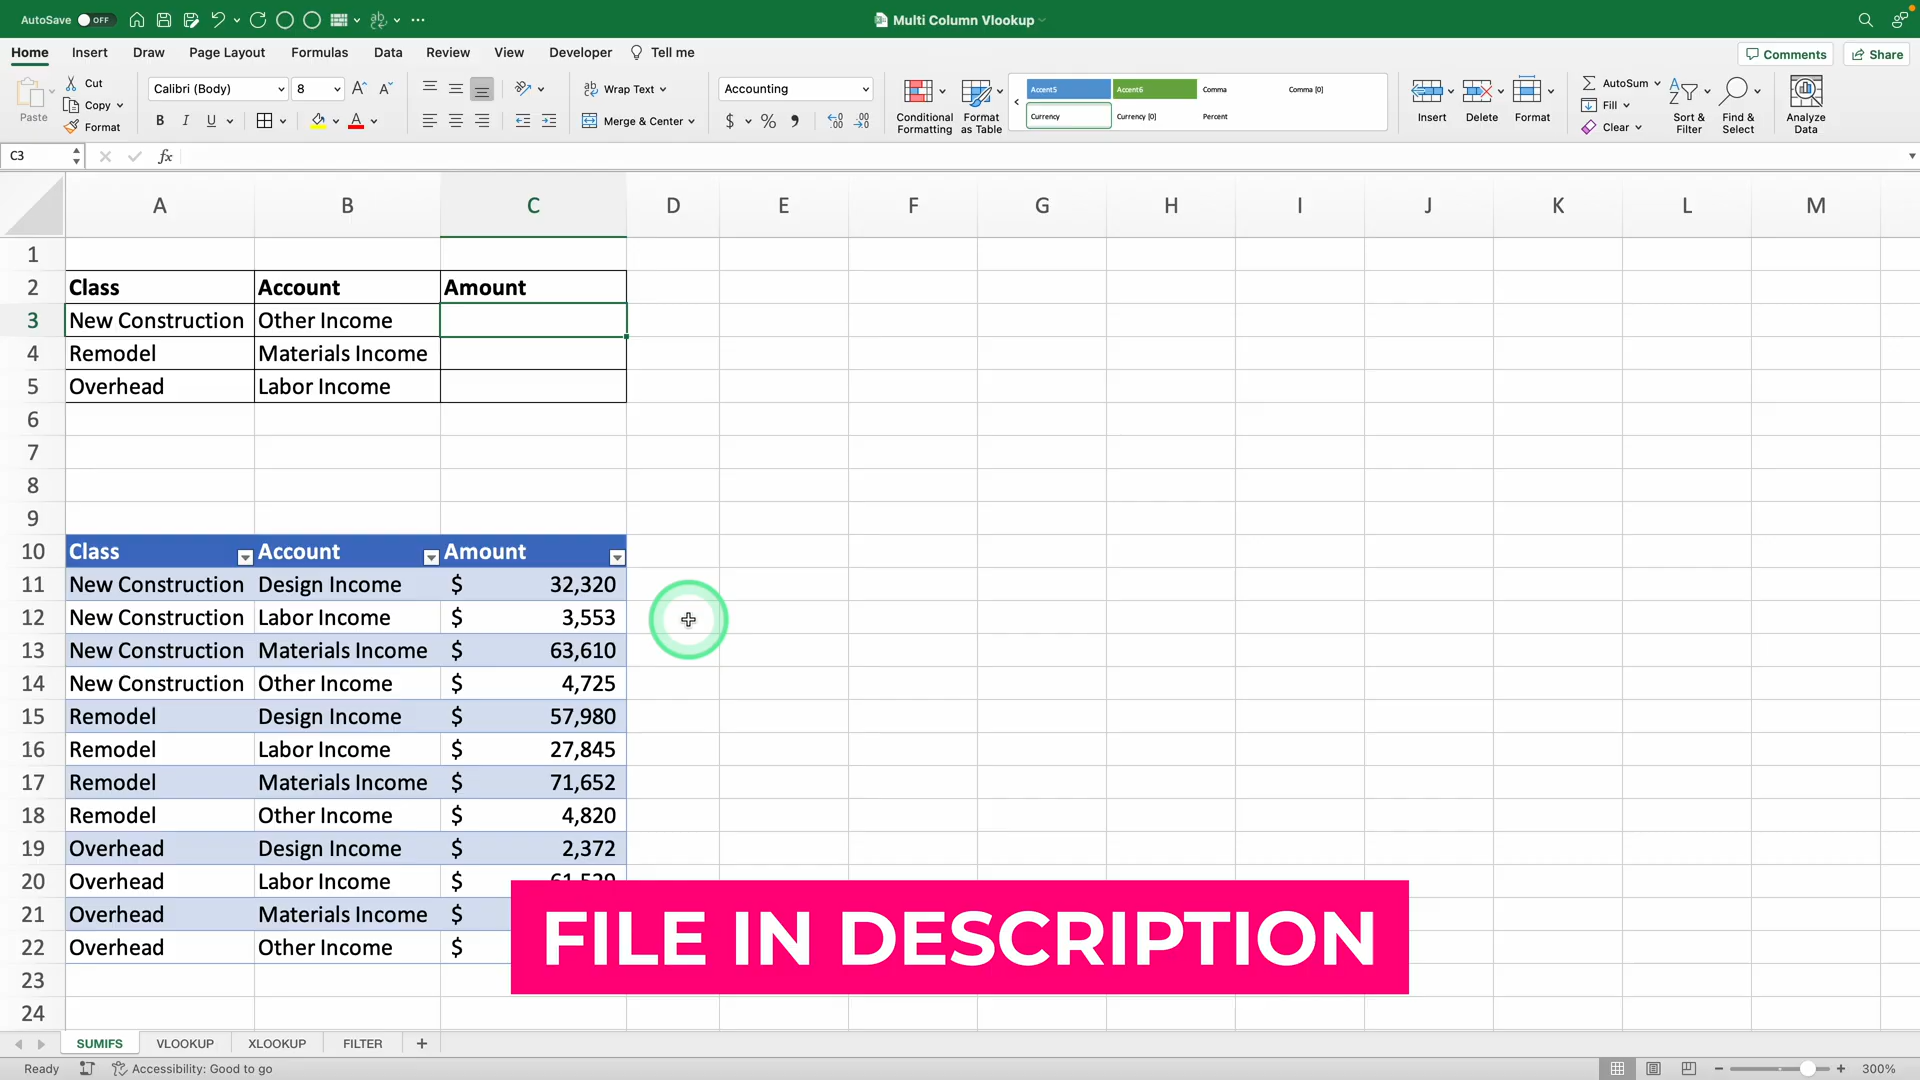 AutoSave OFF
Multi Column Vlookup
Home Insert Draw Page Layout Formulas Data Review View Developer Tell me
Comments Share
Paste Cut Copy Format
Calibri (Body) 8
B I U
Wrap Text
Merge & Center
Accounting
$ %
Conditional Formatting
Format as Table
Accent5 Accent6 Comma Comma [0]
Currency Currency [0] Percent
Insert Delete Format
AutoSum
Fill
Clear
Sort & Filter
Find & Select
Analyze Data
C3 fx
A B C D E F G H I J K L M
1
2 Class Account Amount
3 New Construction Other Income
4 Remodel Materials Income
5 Overhead Labor Income
6
7
8
9
10 Class Account Amount
11 New Construction Design Income $ 32,320
12 New Construction Labor Income $ 3,553
13 New Construction Materials Income $ 63,610
14 New Construction Other Income $ 4,725
15 Remodel Design Income $ 57,980
16 Remodel Labor Income $ 27,845
17 Remodel Materials Income $ 71,652
18 Remodel Other Income $ 4,820
19 Overhead Design Income $ 2,372
20 Overhead Labor Income $
21 Overhead Materials Income $
22 Overhead Other Income $
23
24
FILE IN DESCRIPTION
SUMIFS VLOOKUP XLOOKUP FILTER +
Ready Accessibility: Good to go
300%